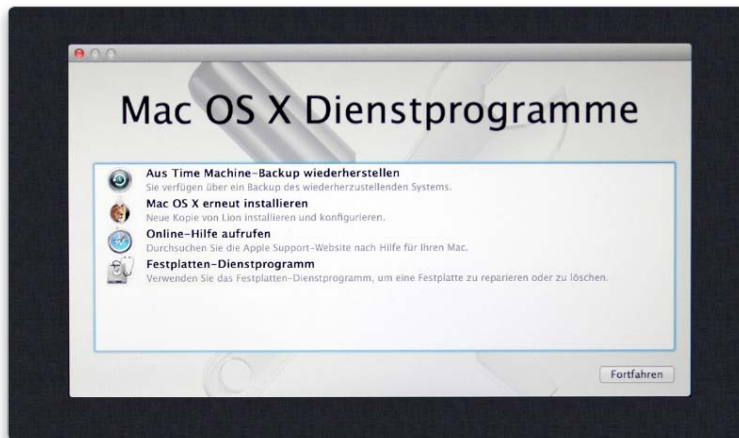 Mac OS X Dienstprogramme
Aus Time Machine-Backup wiederherstellen
Sie verfügen über ein Backup des wiederherzustellenden Systems.
Mac OS X erneut installieren
Neue Kopie von Lion installieren und konfigurieren.
Online-Hilfe aufrufen
Durchsuchen Sie die Apple Support-Website nach Hilfe für Ihren Mac.
Festplatten-Dienstprogramm
Verwenden Sie das Festplatten-Dienstprogramm, um eine Festplatte zu reparieren oder zu löschen.
Fortfahren